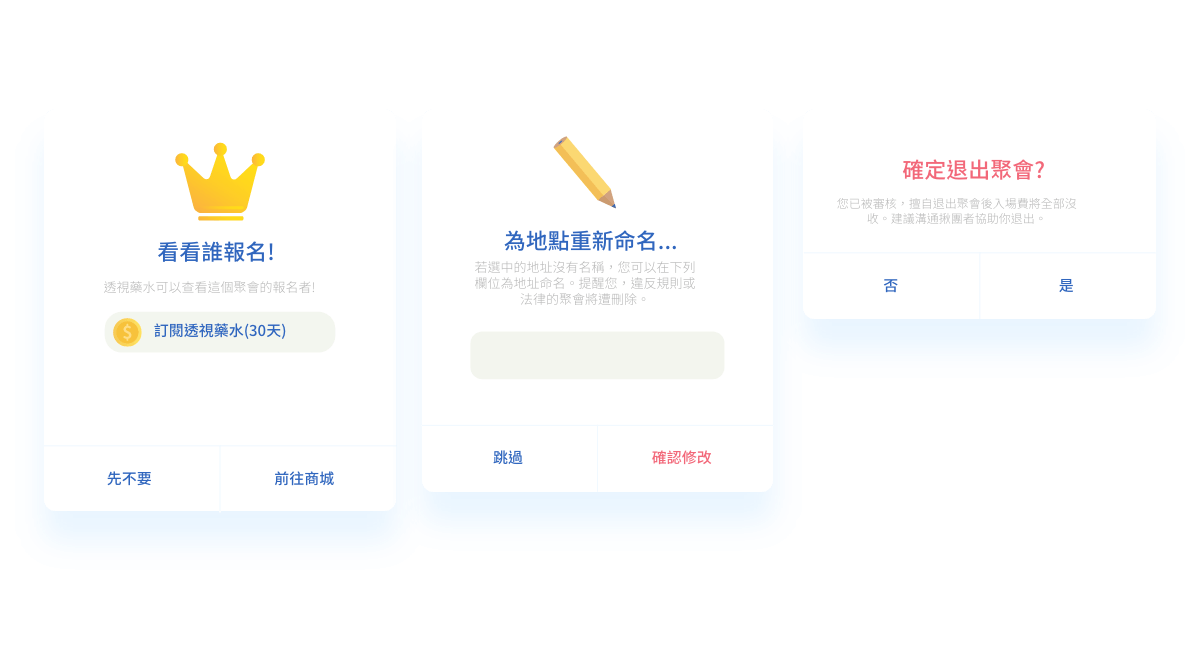 看看誰報名!
透視藥水可以查看這個聚會的報名者!
$
訂閱透視藥水(30天)
先不要
前往商城
為地點重新命名...
若選中的地址沒有名稱，您可以在下列
欄位為地址命名。提醒您，違反規則或
法律的聚會將遭刪除。
跳過
確認修改
確定退出聚會?
您已被審核，擅自退出聚會後入場費將全部沒
收。建議溝通揪團者協助你退出。
否
是